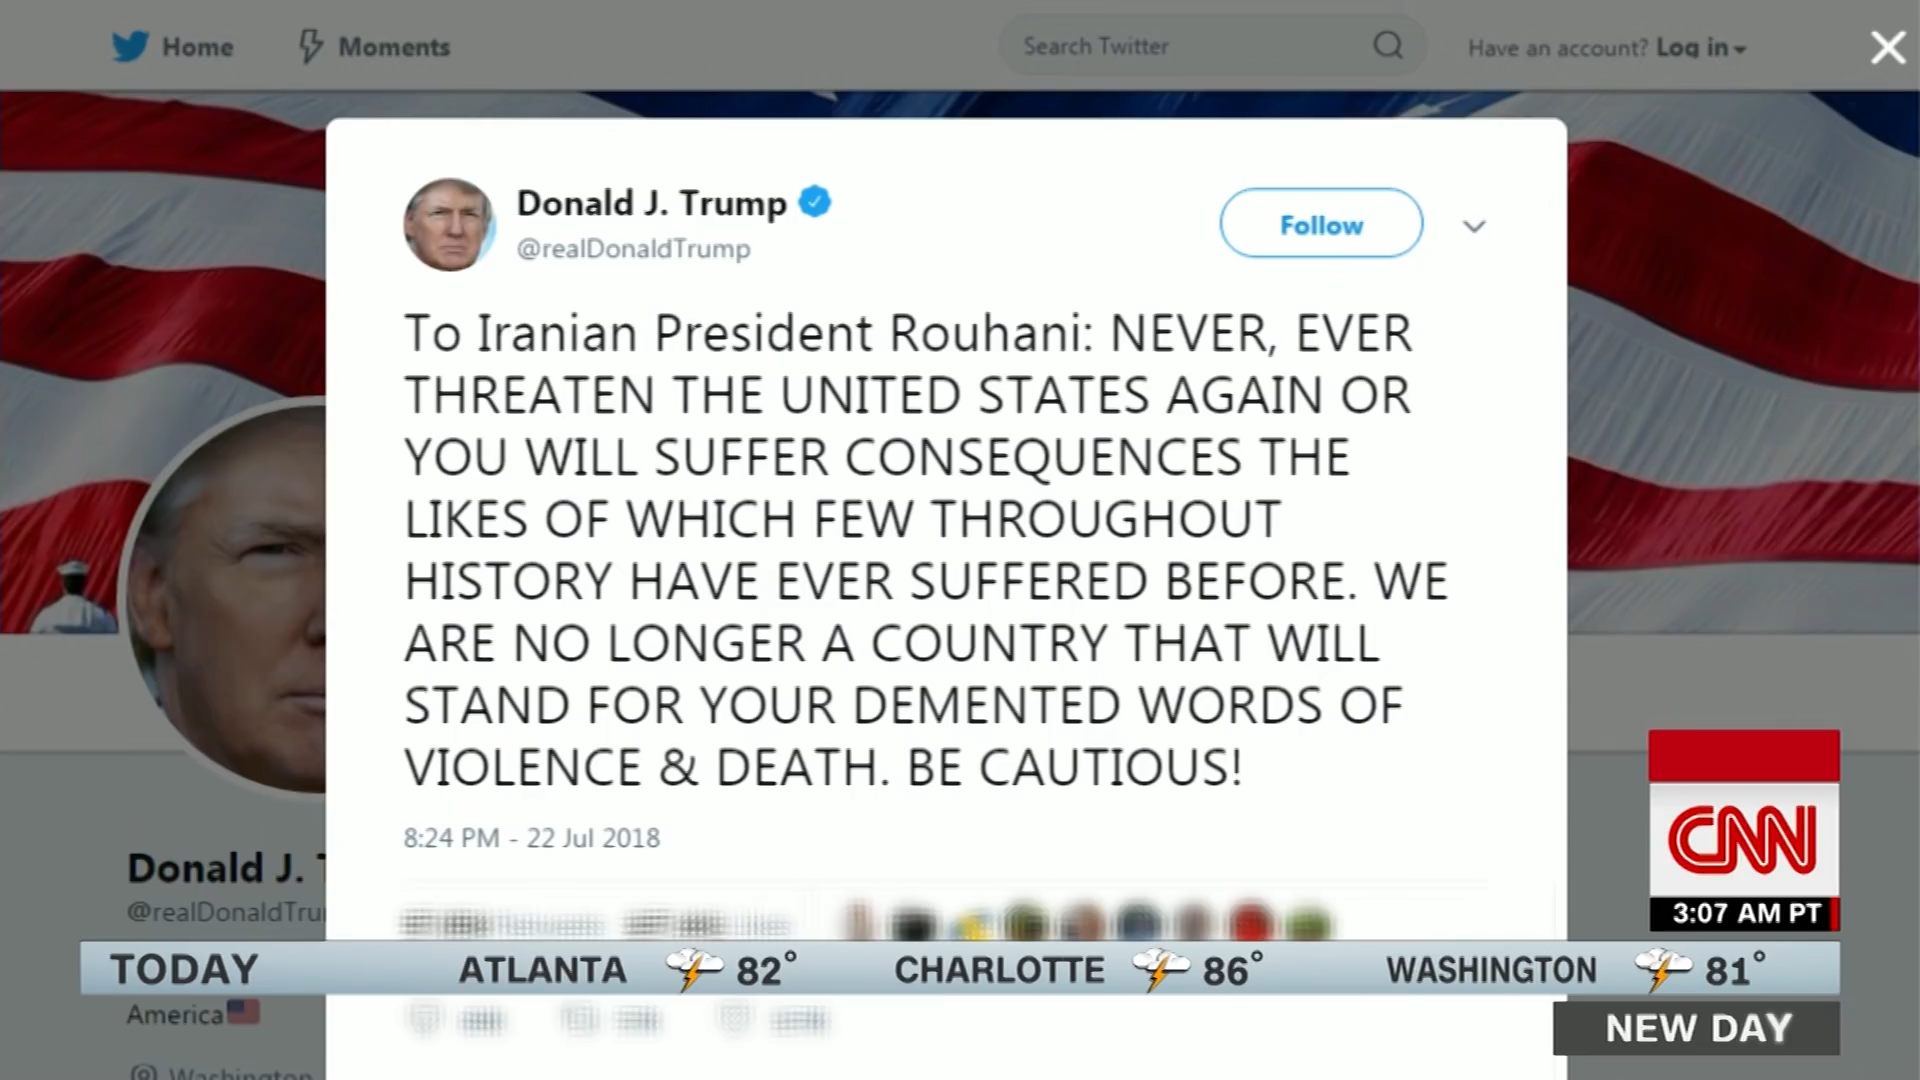 Home
Moments
Search Twitter
Have an account? Log in
Donald J. Trump
@realDonaldTrump
Follow
To Iranian President Rouhani: NEVER, EVER
THREATEN THE UNITED STATES AGAIN OR
YOU WILL SUFFER CONSEQUENCES THE
LIKES OF WHICH FEW THROUGHOUT
HISTORY HAVE EVER SUFFERED BEFORE. WE
ARE NO LONGER A COUNTRY THAT WILL
STAND FOR YOUR DEMENTED WORDS OF
VIOLENCE & DEATH. BE CAUTIOUS!
8:24 PM - 22 Jul 2018
Donald J. T
@realDonaldTru
America
Washington
CNN
3:07 AM PT
TODAY ATLANTA 82° CHARLOTTE 86° WASHINGTON 81°
NEW DAY